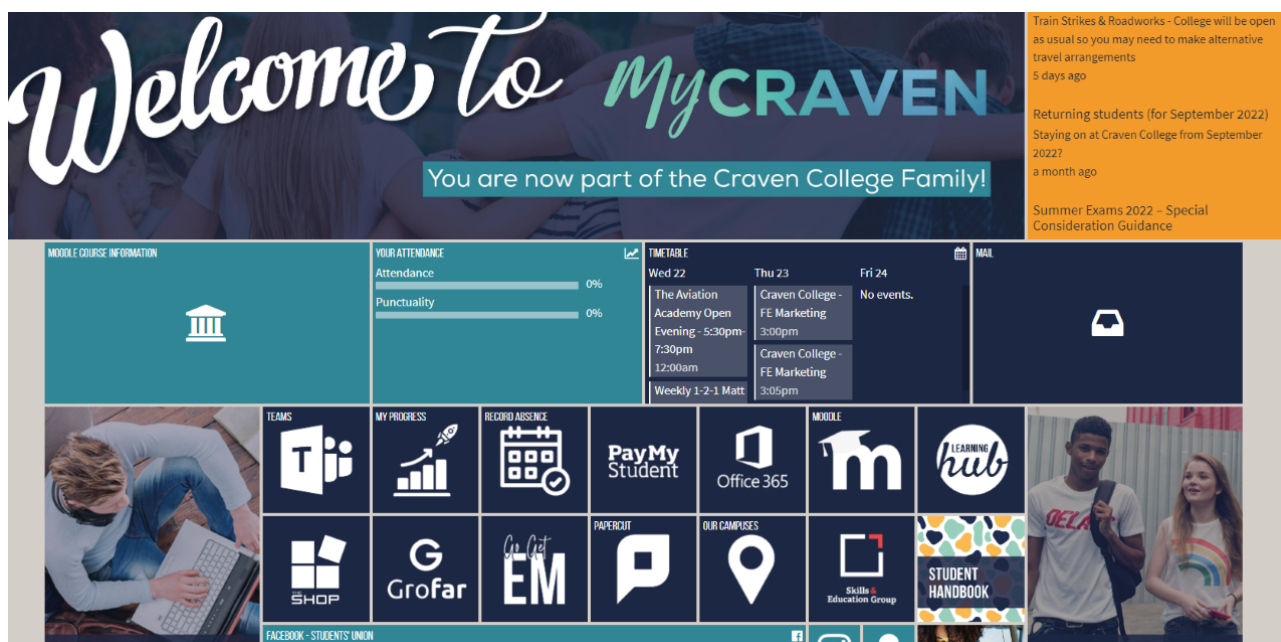 Welcome to
MyCRAVEN
You are now part of the Craven College Family!
Train Strikes & Roadworks - College will be open
as usual so you may need to make alternative
travel arrangements
5 days ago
Returning students (for September 2022)
Staying on at Craven College from September
2022?
a month ago
Summer Exams 2022 – Special
Consideration Guidance
MOODLE COURSE INFORMATION
YOUR ATTENDANCE
Attendance
0%
Punctuality
0%
TIMETABLE
Wed 22
The Aviation
Academy Open
Evening - 5:30pm-
7:30pm
12:00am
Weekly 1-2-1 Matt
Thu 23
Craven College -
FE Marketing
3:00pm
Craven College -
FE Marketing
3:05pm
Fri 24
No events.
MAIL
TEAMS
T
MY PROGRESS
RECORD ABSENCE
PayMy
Student
Office 365
MOODLE
m
LEARNING
hub
THE
SHOP
G
Grofar
Go Get
EM
PAPERCUT
OUR CAMPUSES
Skills &
Education Group
STUDENT
HANDBOOK
DELA
FACEBOOK - STUDENTS' UNION